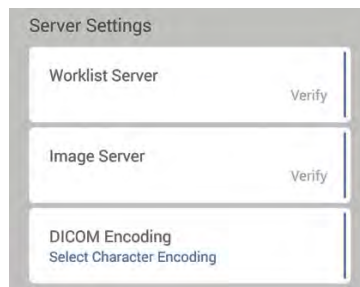 Server Settings
Worklist Server
Verify
Image Server
Verify
DICOM Encoding
Select Character Encoding